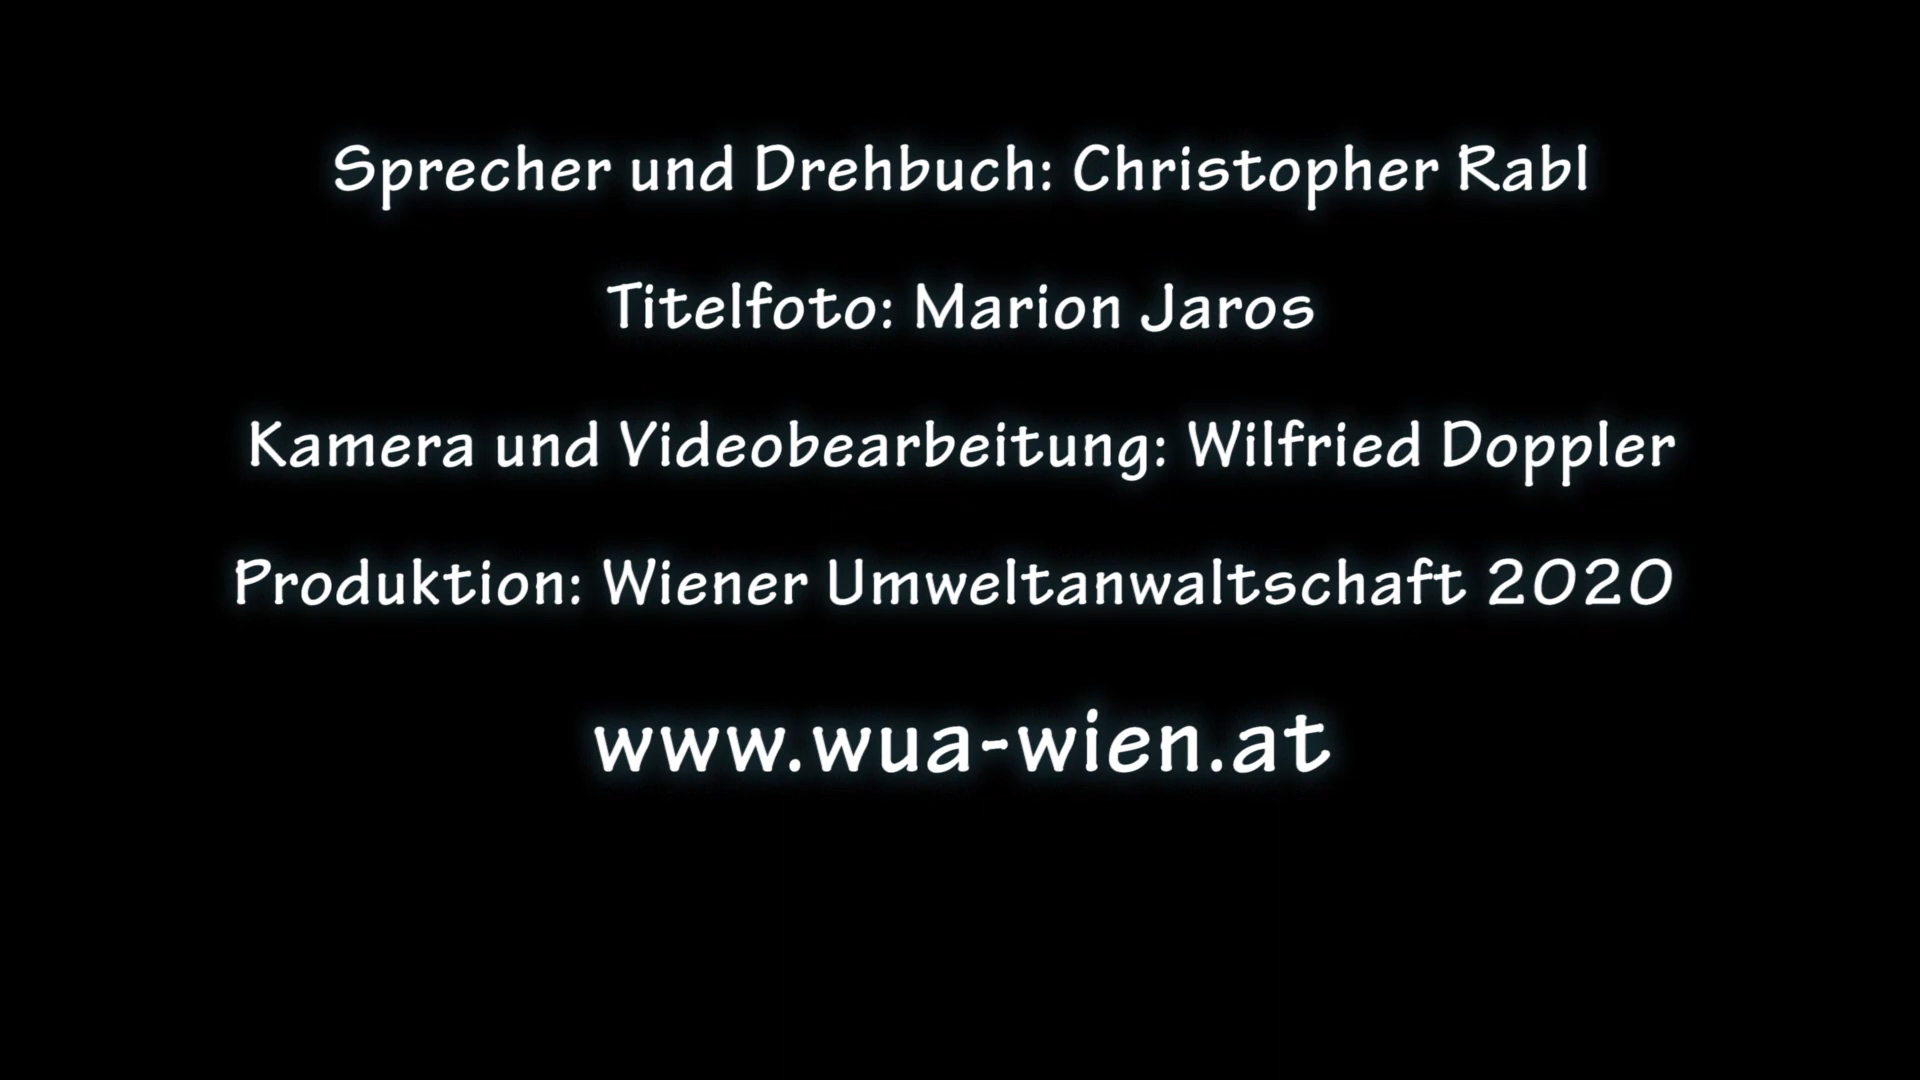 Sprecher und Drehbuch: Christopher Rabl
Titelfoto: Marion Jaros
Kamera und Videobearbeitung: Wilfried Doppler
Produktion: Wiener Umweltanwaltschaft 2020
www.wua-wien.at